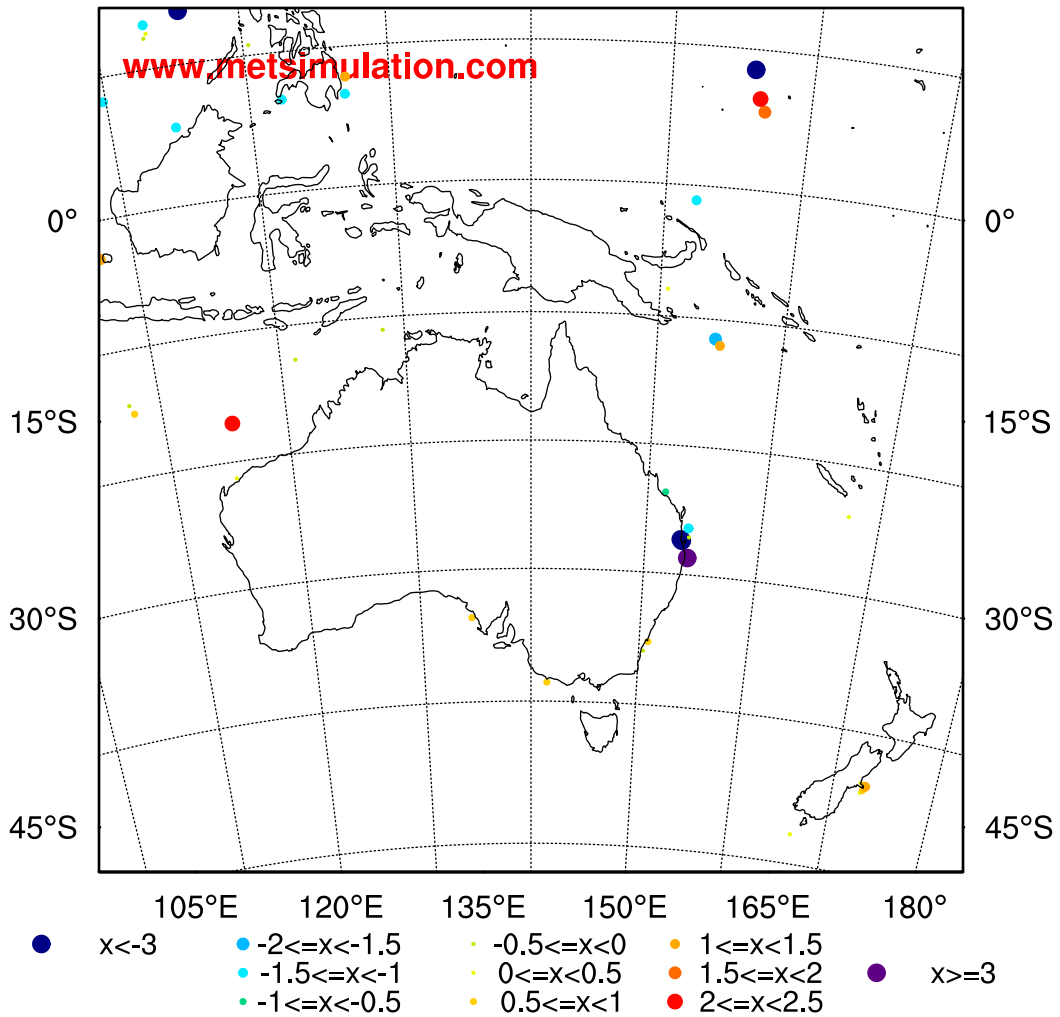 www.metsimulation.com
0° 0°
15°S 15°S
30°S 30°S
45°S 45°S
105°E 120°E 135°E 150°E 165°E 180°
x<-3 -2<=x<-1.5 -0.5<=x<0 1<=x<1.5
-1.5<=x<-1 0<=x<0.5 1.5<=x<2 x>=3
-1<=x<-0.5 0.5<=x<1 2<=x<2.5